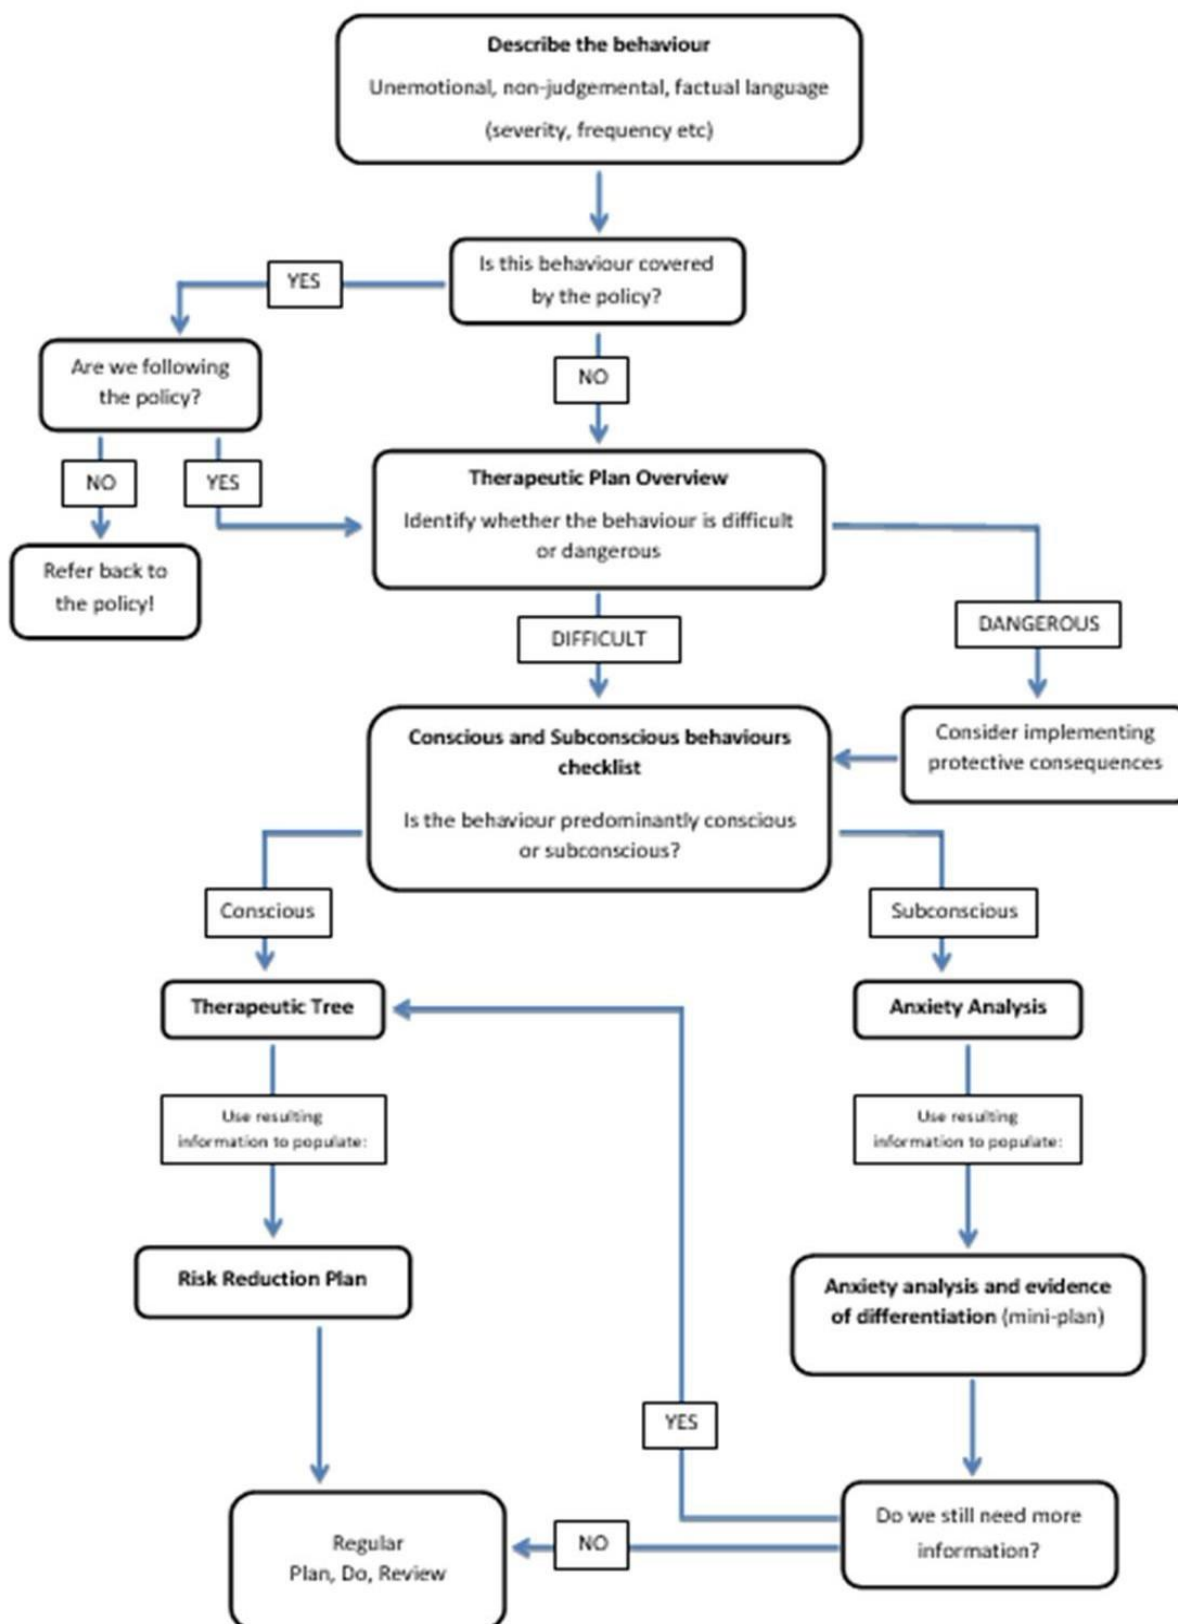 Describe the behaviour
Unemotional, non-judgemental, factual language
(severity, frequency etc)
Is this behaviour covered
by the policy?
YES
Are we following
the policy?
NO
NO
YES
Therapeutic Plan Overview
Identify whether the behaviour is difficult
or dangerous
Refer back to
the policy!
DIFFICULT
DANGEROUS
Conscious and Subconscious behaviours
checklist
Is the behaviour predominantly conscious
or subconscious?
Consider implementing
protective consequences
Conscious
Subconscious
Therapeutic Tree
Anxiety Analysis
Use resulting
information to populate:
Use resulting
information to populate:
Risk Reduction Plan
Anxiety analysis and evidence
of differentiation (mini-plan)
YES
Do we still need more
information?
NO
Regular
Plan, Do, Review